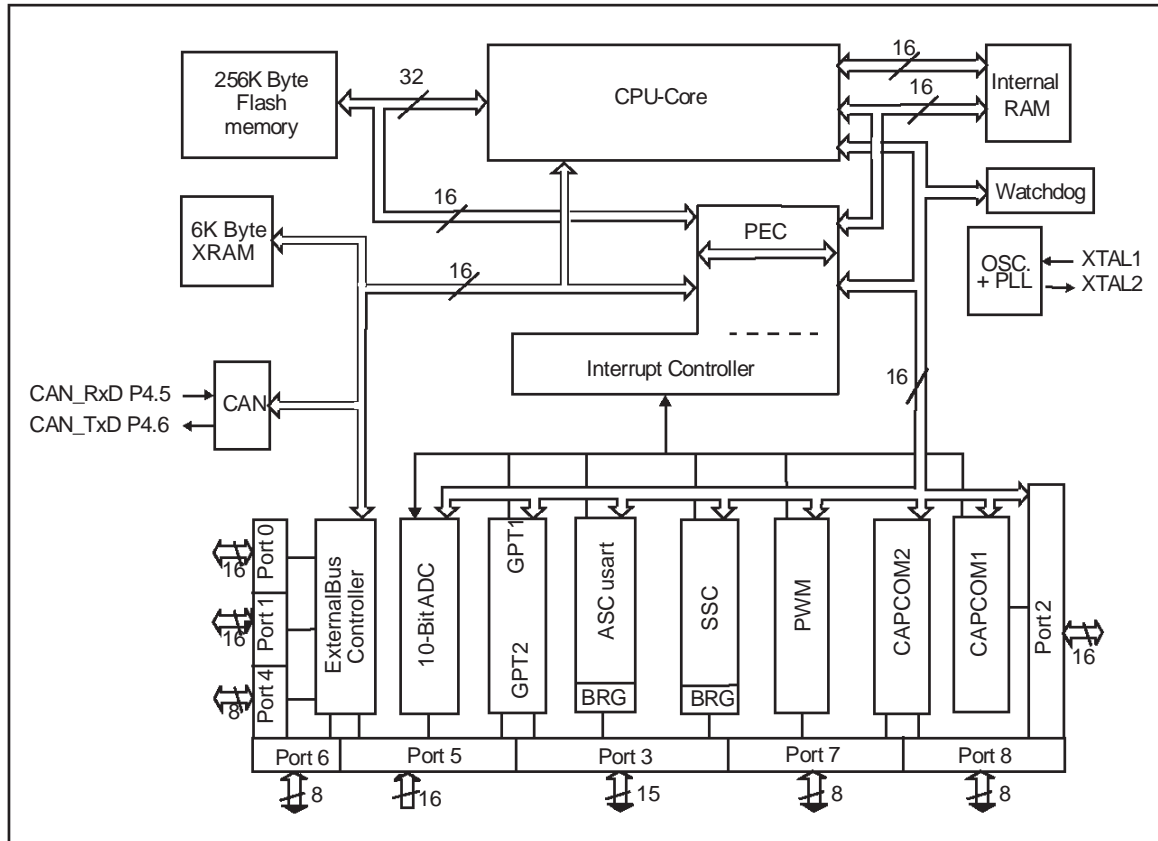 256K Byte
Flash
memory
32
CPU-Core
16
16
Internal
RAM
Watchdog
6K Byte
XRAM
16
16
PEC
OSC.
+ PLL
XTAL1
XTAL2
Interrupt Controller
16
CAN_RxD P4.5
CAN_TxD P4.6
CAN
Port 0
16
Port 1
16
Port 4
8
ExternalBus
Controller
10-Bit ADC
GPT1
GPT2
ASC usart
BRG
SSC
BRG
PWM
CAPCOM2
CAPCOM1
Port 2
16
Port 6
Port 5
Port 3
Port 7
Port 8
8
16
15
8
8